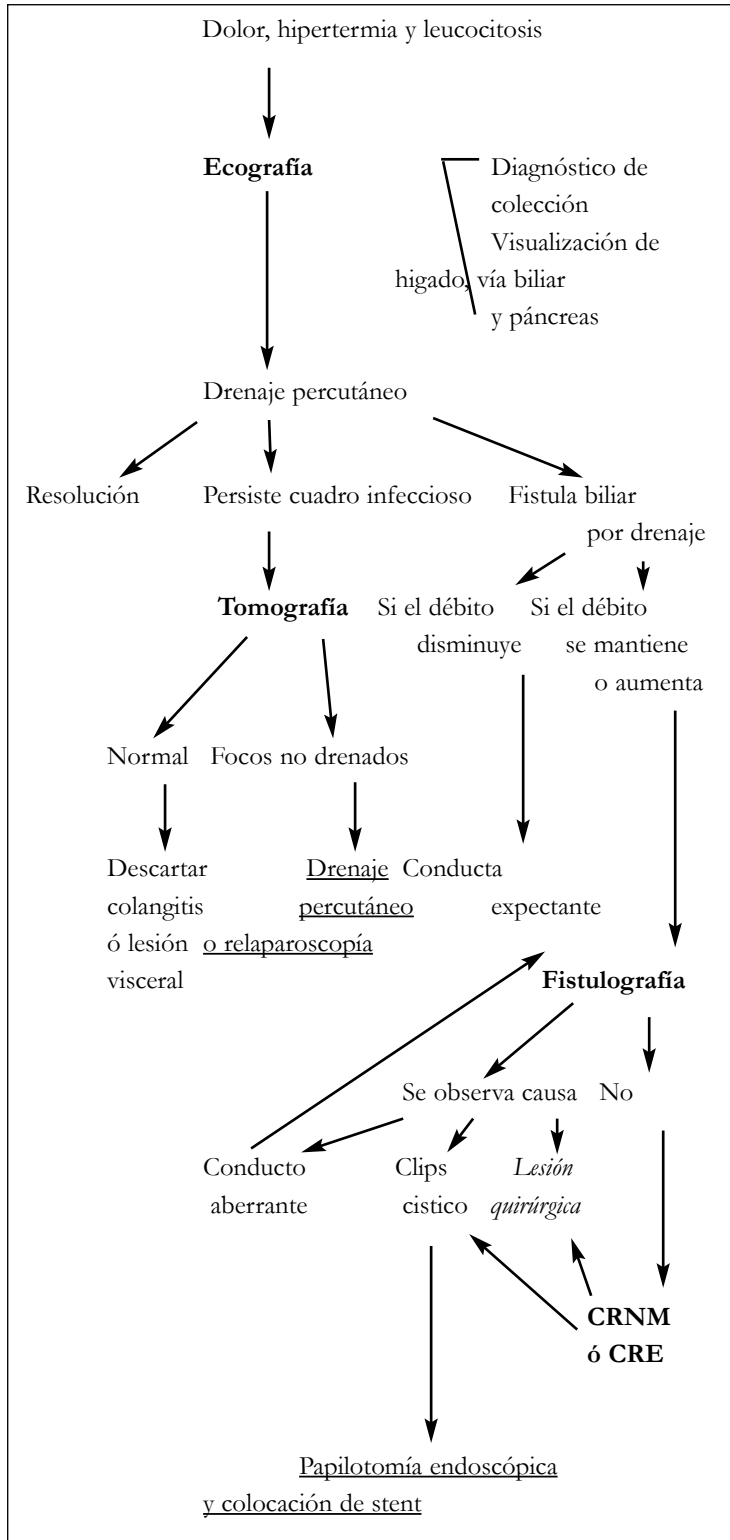 Dolor, hipertermia y leucocitosis
Ecografía
Diagnóstico de
colección
Visualización de
higado, vía biliar
y páncreas
Drenaje percutáneo
Resolución
Persiste cuadro infeccioso
Fistula biliar
por drenaje
Tomografía
Si el débito
disminuye
Si el débito
se mantiene
o aumenta
Normal
Focos no drenados
Descartar
colangitis
ó lesión
visceral
Drenaje
percutáneo
o relaparoscopía
Conducta
expectante
Fistulografía
Se observa causa
No
Conducto
aberrante
Clips
cistico
Lesión
quirúrgica
CRNM
ó CRE
Papilotomía endoscópica
y colocación de stent